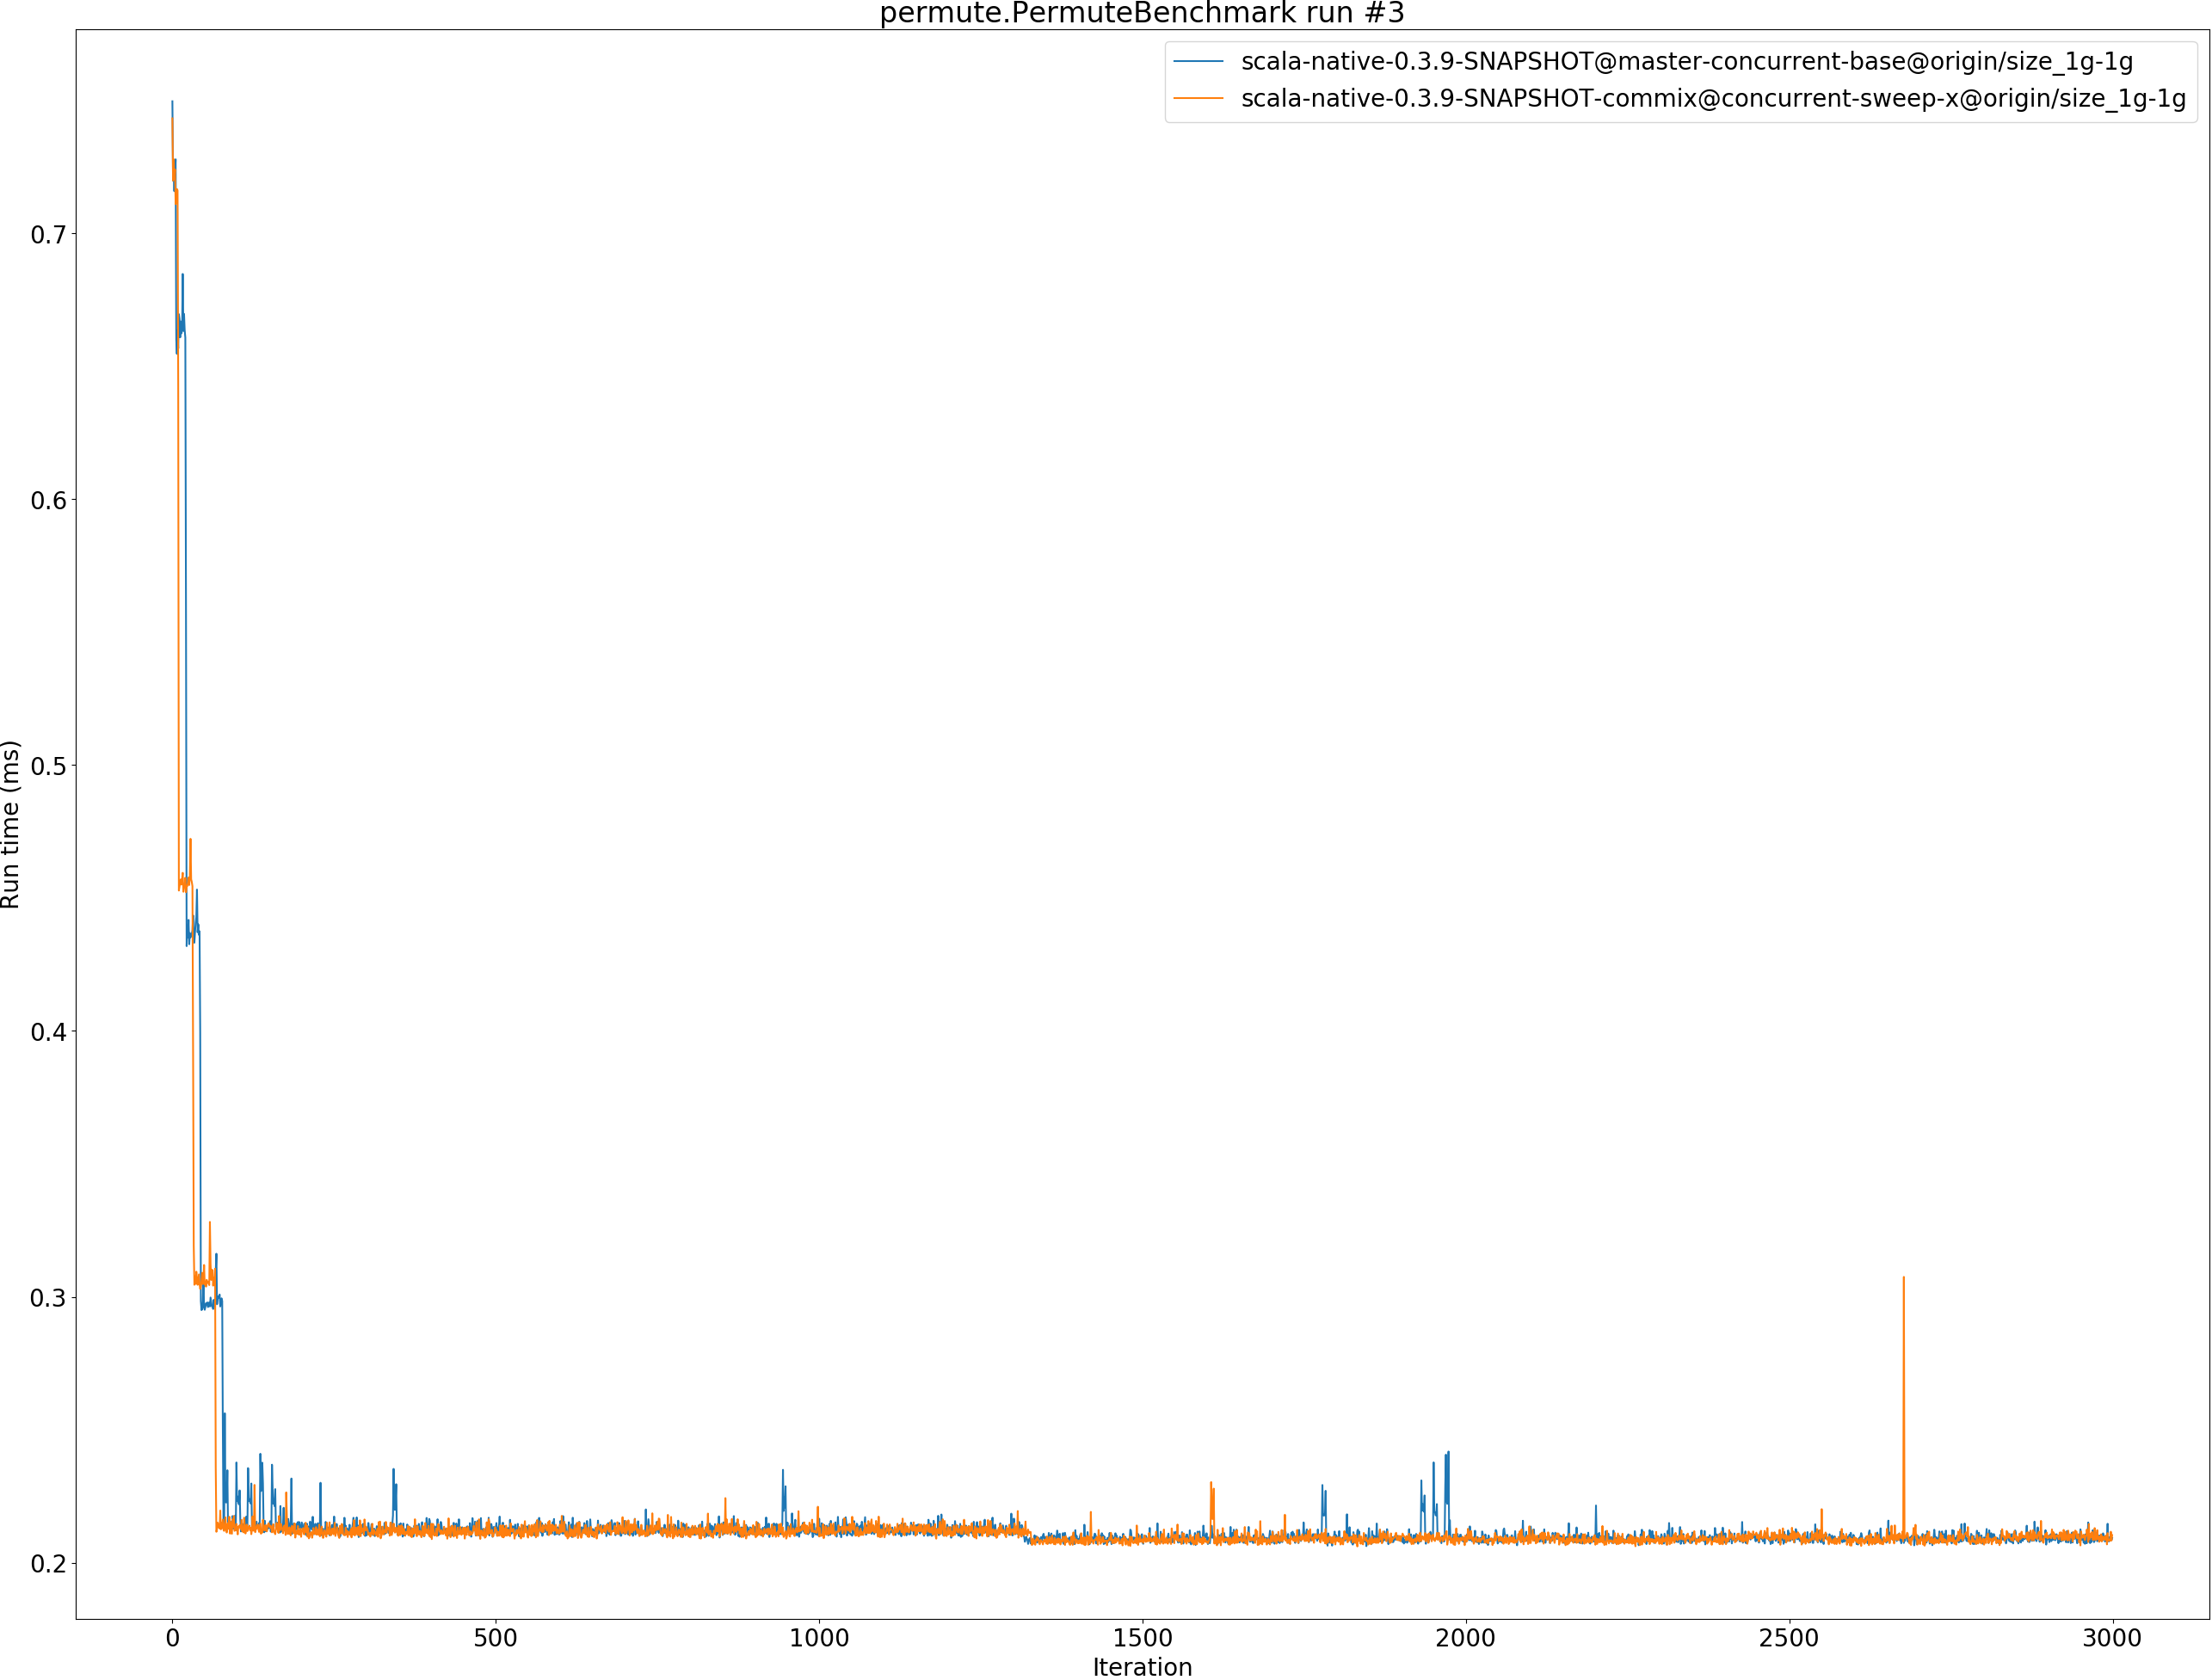 permute.PermuteBenchmark run #3
scala-native-0.3.9-SNAPSHOT@master-concurrent-base@origin/size_1g-1g
scala-native-0.3.9-SNAPSHOT-commix@concurrent-sweep-x@origin/size_1g-1g
Run time (ms)
0.7
0.6
0.5
0.4
0.3
0.2
0 500 1000 1500 2000 2500 3000
Iteration